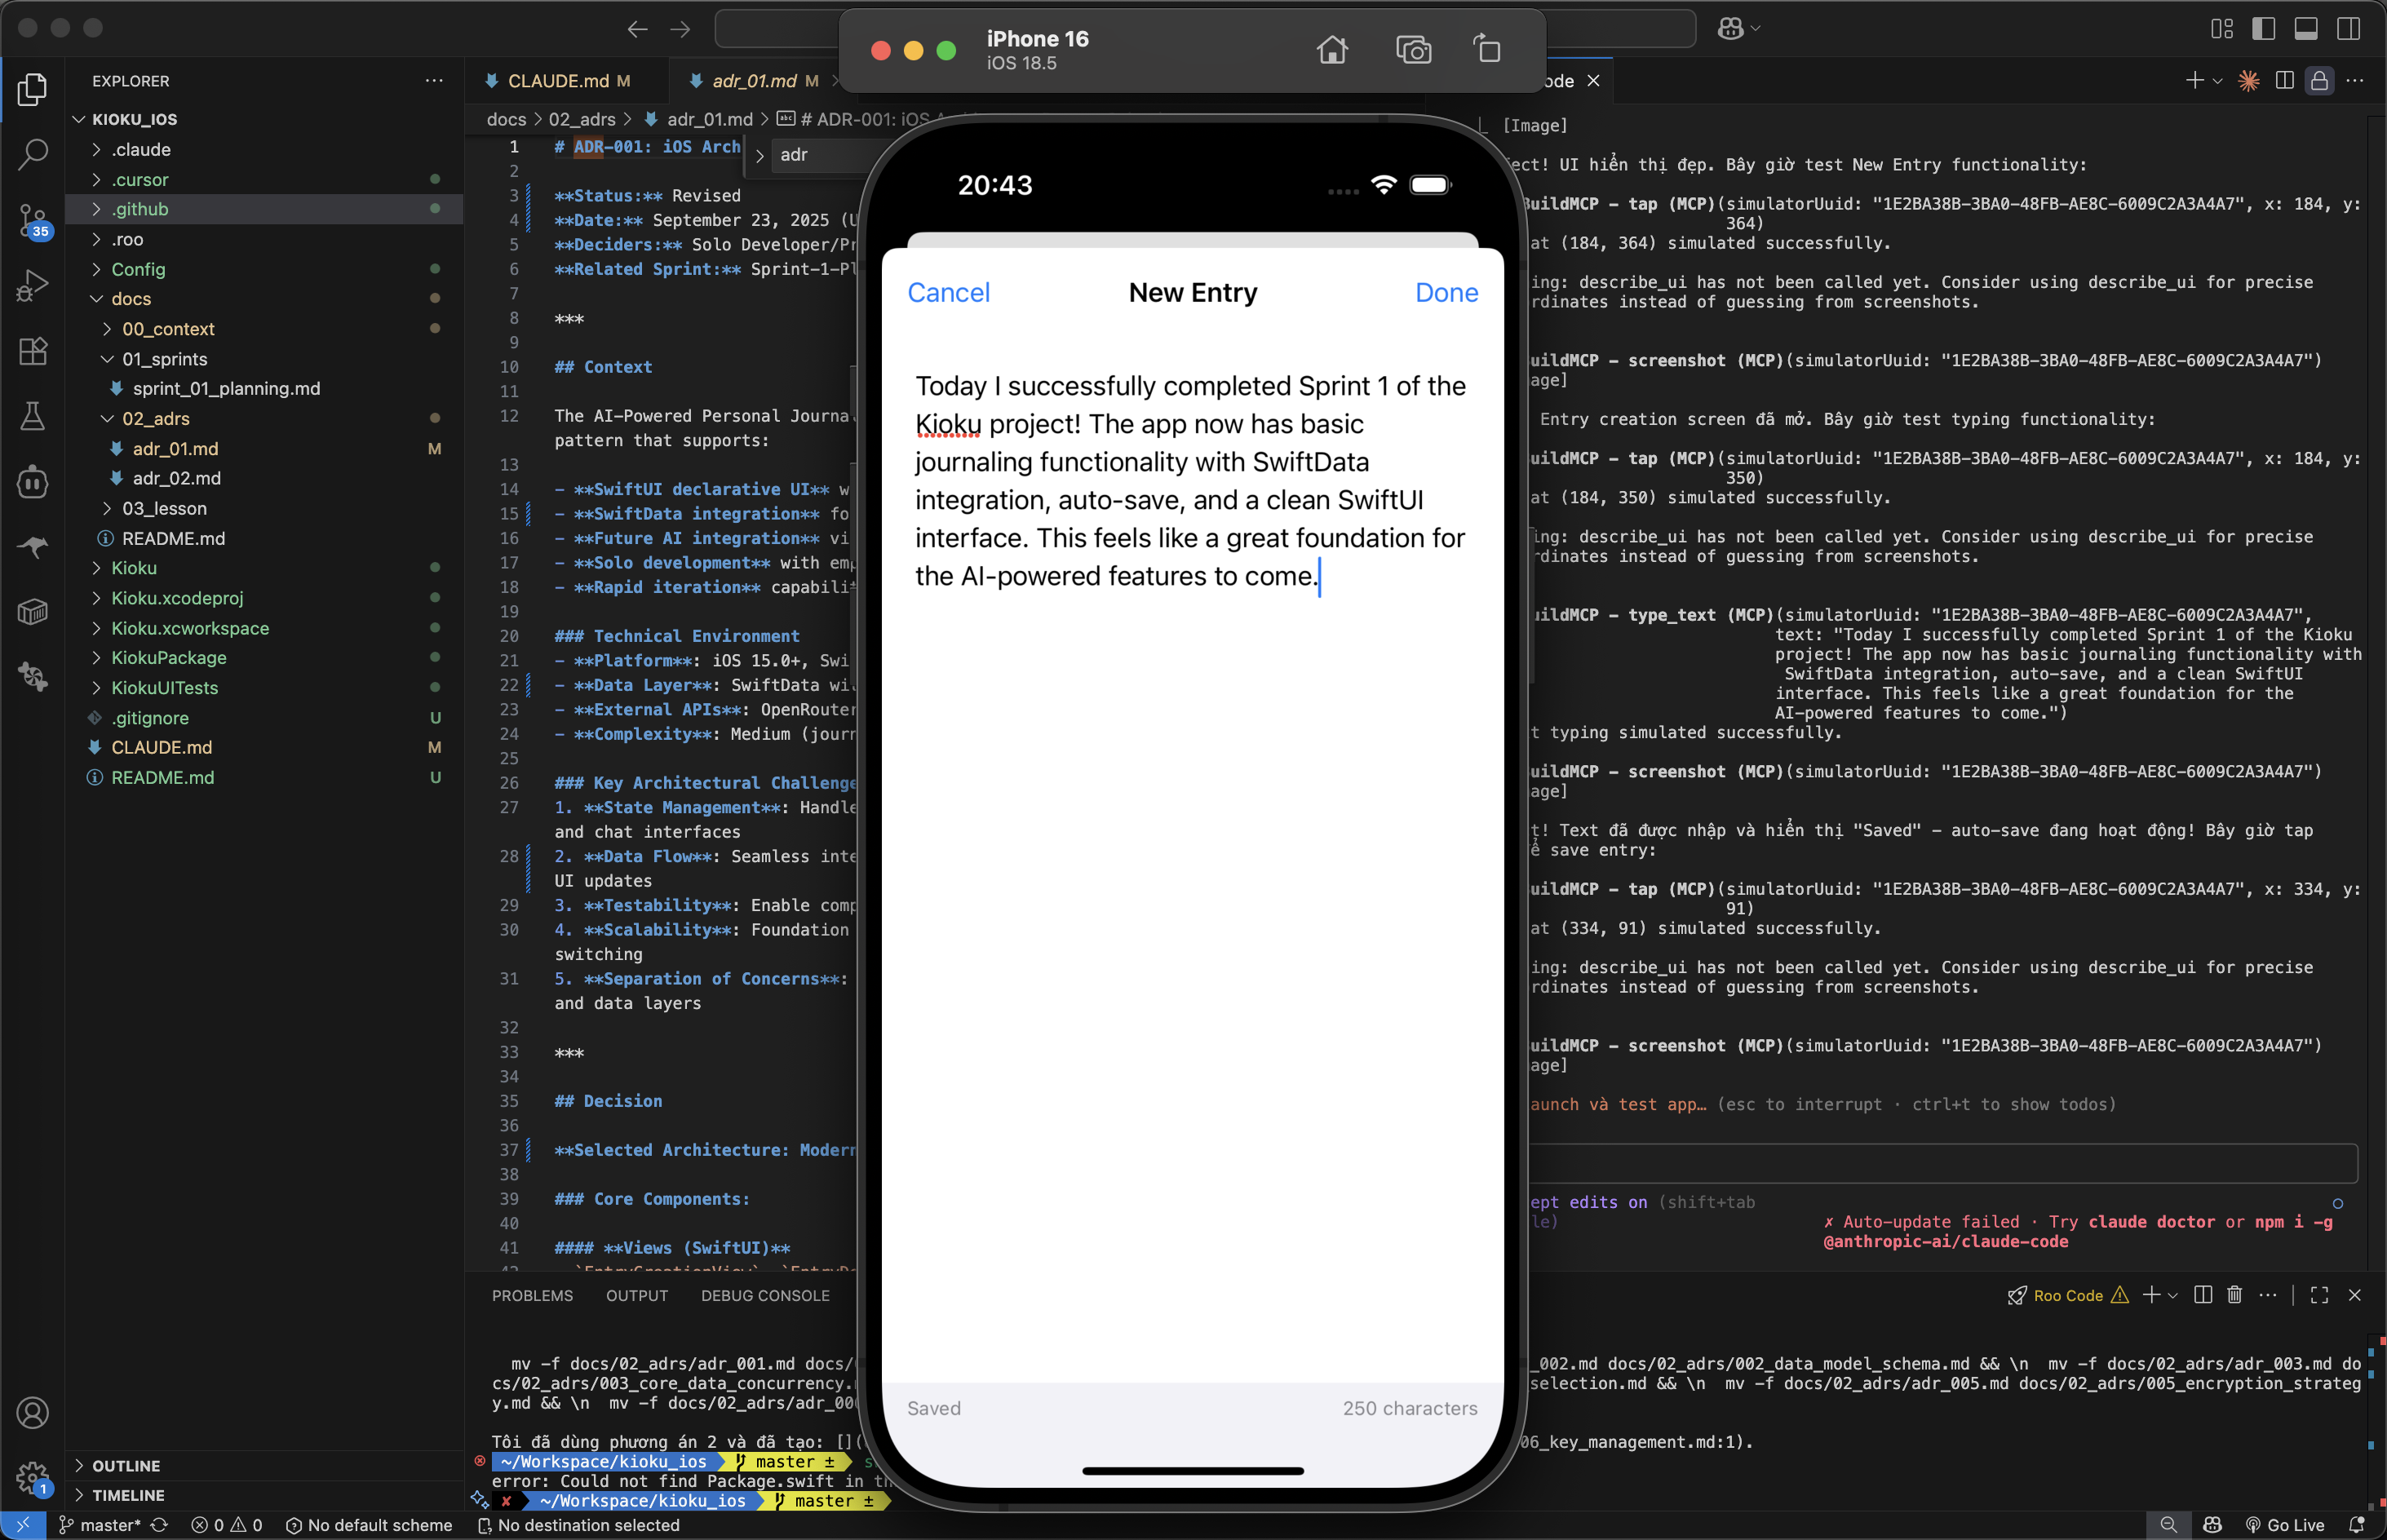 iPhone 16
iOS 18.5
EXPLORER
KIOKU_IOS
.claude
.cursor
.github
.roo
Config
docs
00_context
01_sprints
sprint_01_planning.md
02_adrs
adr_01.md M
adr_02.md
03_lesson
README.md
Kioku
Kioku.xcodeproj
Kioku.xcworkspace
KiokuPackage
KiokuUITests
.gitignore U
CLAUDE.md M
README.md U
OUTLINE
TIMELINE
35
1
CLAUDE.md M
adr_01.md M
docs > 02_adrs > adr_01.md > # ADR-001: iOS
adr
1 # ADR-001: iOS Arch
2
3 **Status:** Revised
4 **Date:** September 23, 2025 (U
5 **Deciders:** Solo Developer/Pr
6 **Related Sprint:** Sprint-1-Pl
7
8 ***
9
10 ## Context
11
12 The AI-Powered Personal Journa
pattern that supports:
13
14 - **SwiftUI declarative UI** w
15 - **SwiftData integration** fo
16 - **Future AI integration** vi
17 - **Solo development** with emp
18 - **Rapid iteration** capabili
19
20 ### Technical Environment
21 - **Platform**: iOS 15.0+, Swi
22 - **Data Layer**: SwiftData wi
23 - **External APIs**: OpenRouter
24 - **Complexity**: Medium (journ
25
26 ### Key Architectural Challenge
27 1. **State Management**: Handle
and chat interfaces
28 2. **Data Flow**: Seamless inte
UI updates
29 3. **Testability**: Enable comp
30 4. **Scalability**: Foundation
switching
31 5. **Separation of Concerns**:
and data layers
32
33 ***
34
35 ## Decision
36
37 **Selected Architecture: Modern
38
39 ### Core Components:
40
41 #### **Views (SwiftUI)**
20:43
Cancel New Entry Done
Today I successfully completed Sprint 1 of the
Kioku project! The app now has basic
journaling functionality with SwiftData
integration, auto-save, and a clean SwiftUI
interface. This feels like a great foundation for
the AI-powered features to come.
Saved 250 characters
ode
[Image]
ect! UI hiển thị đẹp. Bây giờ test New Entry functionality:
BuildMCP - tap (MCP)(simulatorUuid: "1E2BA38B-3BA0-48FB-AE8C-6009C2A3A4A7", x: 184, y:
364)
at (184, 364) simulated successfully.
ing: describe_ui has not been called yet. Consider using describe_ui for precise
rdinates instead of guessing from screenshots.
uildMCP - screenshot (MCP)(simulatorUuid: "1E2BA38B-3BA0-48FB-AE8C-6009C2A3A4A7")
age]
Entry creation screen đã mở. Bây giờ test typing functionality:
uildMCP - tap (MCP)(simulatorUuid: "1E2BA38B-3BA0-48FB-AE8C-6009C2A3A4A7", x: 184, y:
350)
at (184, 350) simulated successfully.
ing: describe_ui has not been called yet. Consider using describe_ui for precise
rdinates instead of guessing from screenshots.
uildMCP - type_text (MCP)(simulatorUuid: "1E2BA38B-3BA0-48FB-AE8C-6009C2A3A4A7",
text: "Today I successfully completed Sprint 1 of the Kioku
project! The app now has basic journaling functionality with
SwiftData integration, auto-save, and a clean SwiftUI
interface. This feels like a great foundation for the
AI-powered features to come.")
t typing simulated successfully.
uildMCP - screenshot (MCP)(simulatorUuid: "1E2BA38B-3BA0-48FB-AE8C-6009C2A3A4A7")
age]
t! Text đã được nhập và hiển thị "Saved" - auto-save đang hoạt động! Bây giờ tap
ể save entry:
uildMCP - tap (MCP)(simulatorUuid: "1E2BA38B-3BA0-48FB-AE8C-6009C2A3A4A7", x: 334, y:
91)
at (334, 91) simulated successfully.
ing: describe_ui has not been called yet. Consider using describe_ui for precise
rdinates instead of guessing from screenshots.
uildMCP - screenshot (MCP)(simulatorUuid: "1E2BA38B-3BA0-48FB-AE8C-6009C2A3A4A7")
age]
aunch và test app… (esc to interrupt · ctrl+t to show todos)
ept edits on (shift+tab
le)
✗ Auto-update failed · Try claude doctor or npm i -g
@anthropic-ai/claude-code
PROBLEMS OUTPUT DEBUG CONSOLE
Roo Code
mv -f docs/02_adrs/adr_001.md docs/ _002.md docs/02_adrs/002_data_model_schema.md && \n mv -f docs/02_adrs/adr_003.md do
cs/02_adrs/003_core_data_concurrency. selection.md && \n mv -f docs/02_adrs/adr_005.md docs/02_adrs/005_encryption_strateg
y.md && \n mv -f docs/02_adrs/adr_00
Tôi đã dùng phương án 2 và đã tạo: []( 06_key_management.md:1).
~/Workspace/kioku_ios master ± s
error: Could not find Package.swift in th
✗ ~/Workspace/kioku_ios master ±
master* 0 0 No default scheme No destination selected Go Live